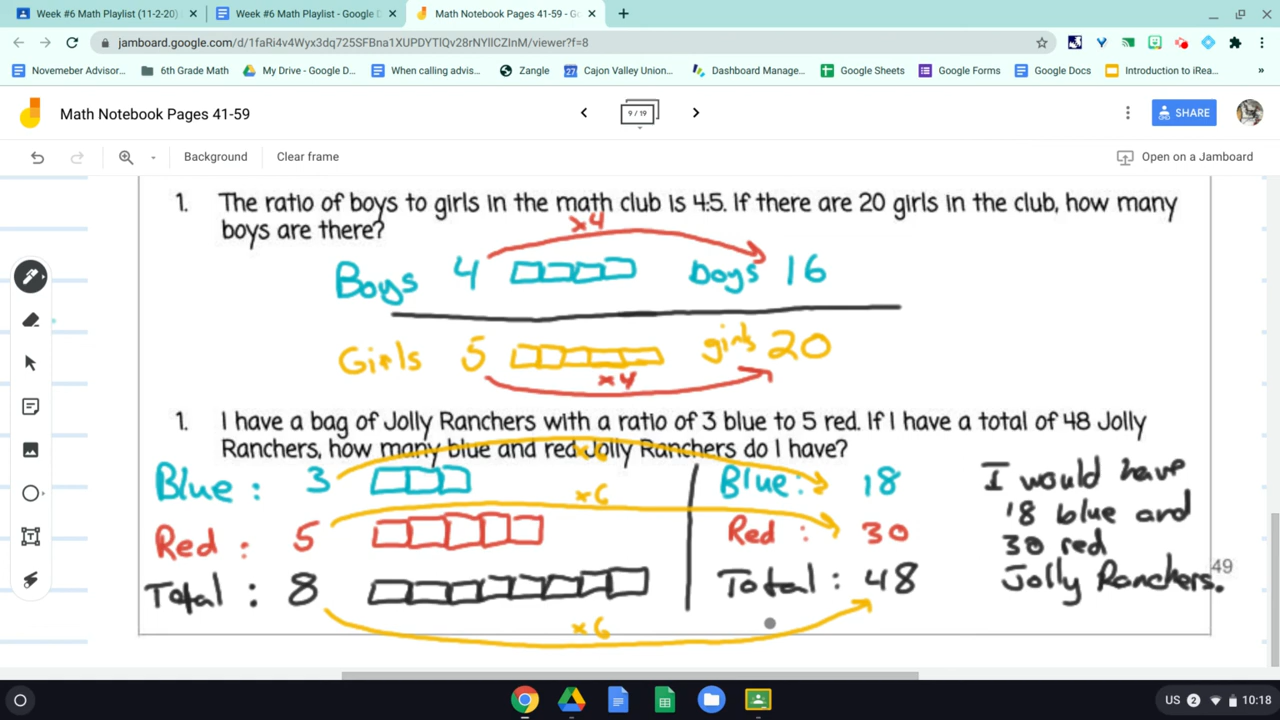 Week #6 Math Playlist (11-2-20)
Week #6 Math Playlist - Google D
Math Notebook Pages 41-59 - Go
jamboard.google.com/d/1faRi4v4Wyx3dq725SFBna1XUPDYTlQv28rNYllCZlnM/viewer?f=8
Novemeber Advisor...
6th Grade Math
My Drive - Google D...
When calling advis...
Zangle
Cajon Valley Union...
Dashboard Manage...
Google Sheets
Google Forms
Google Docs
Introduction to iRea...
»
Math Notebook Pages 41-59
9 / 19
SHARE
Background
Clear frame
Open on a Jamboard
1. The ratio of boys to girls in the math club is 4:5. If there are 20 girls in the club, how many
boys are there?
x4
Boys 4 boys 16
Girls 5 girls 20
x4
1. I have a bag of Jolly Ranchers with a ratio of 3 blue to 5 red. If I have a total of 48 Jolly
Ranchers, how many blue and red Jolly Ranchers do I have?
x6
Blue: 3 Blue: 18
x6
Red: 5 Red: 30
Total: 8 Total: 48
x6
I would have
18 blue and
30 red
Jolly Ranchers.
49
US 2 10:18